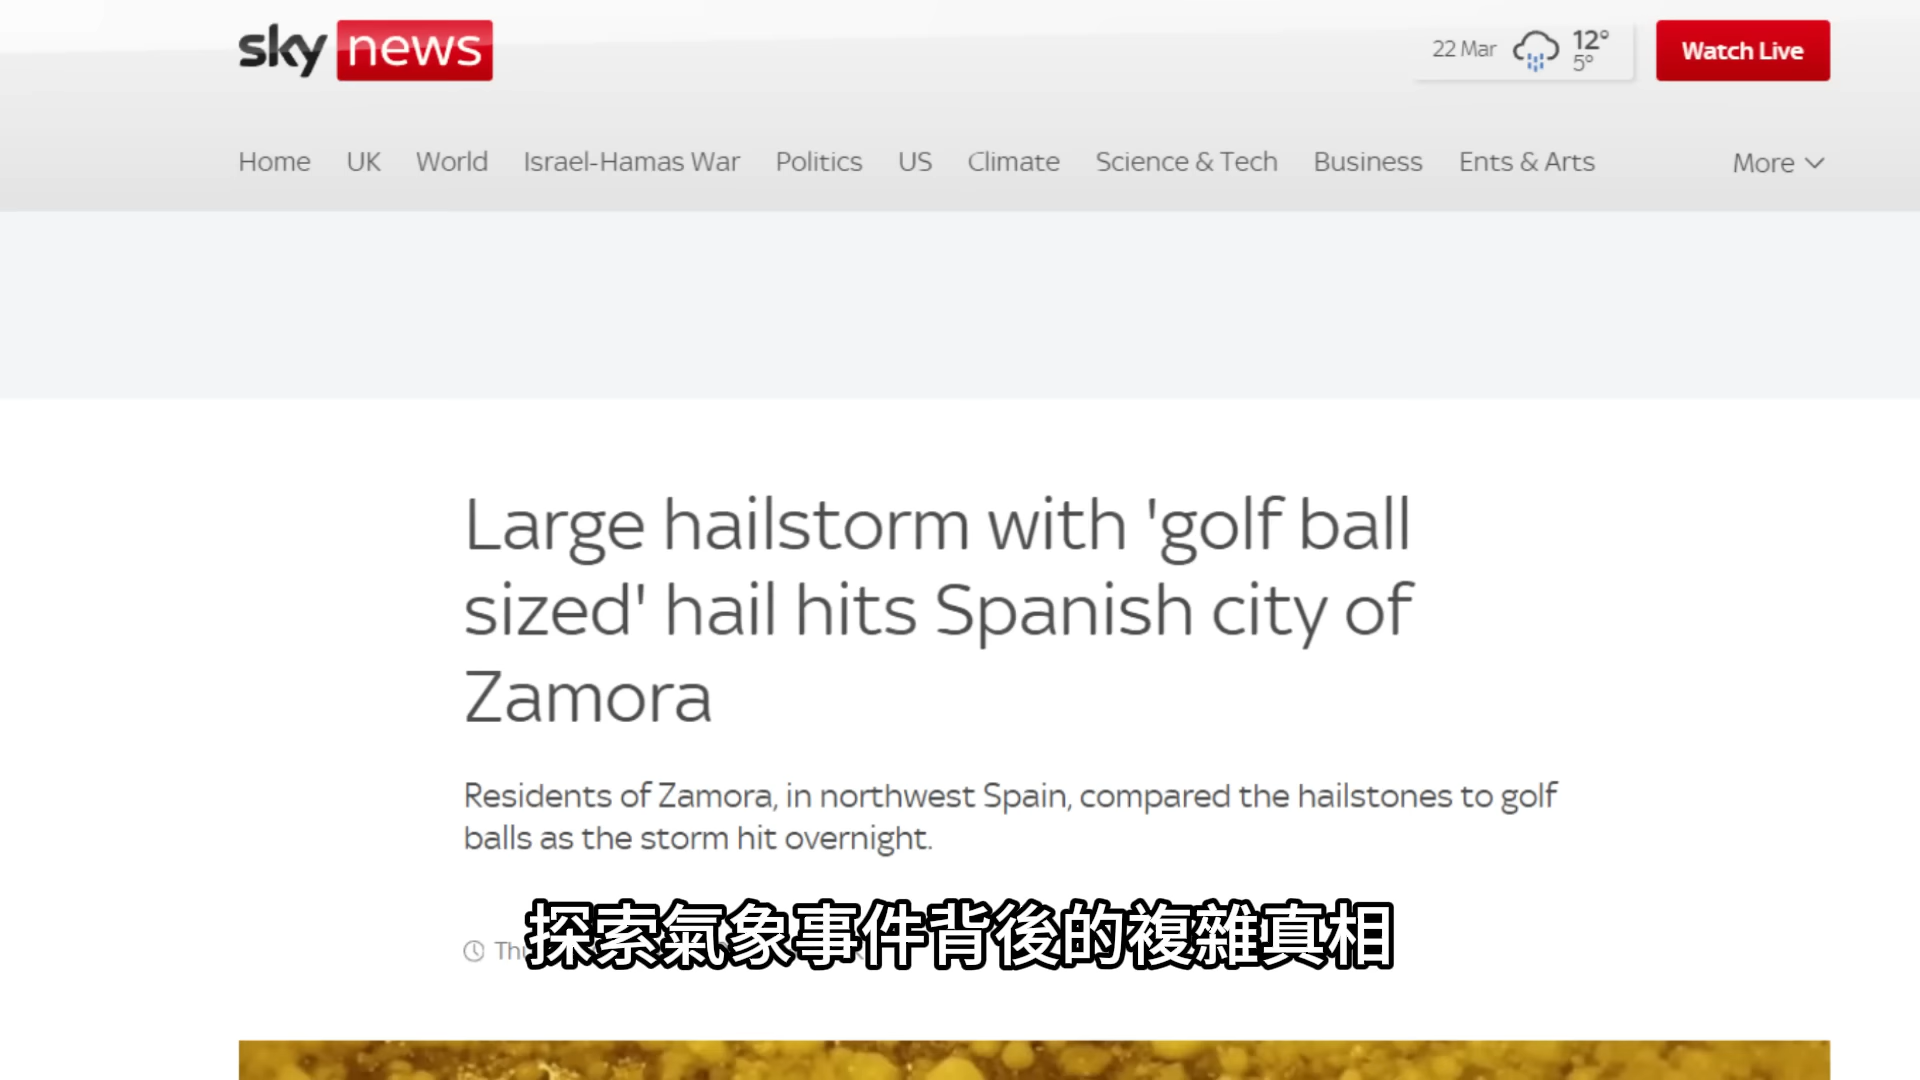 sky news
22 Mar 12° 5°
Watch Live
Home UK World Israel-Hamas War Politics US Climate Science & Tech Business Ents & Arts More
Large hailstorm with 'golf ball
sized' hail hits Spanish city of
Zamora
Residents of Zamora, in northwest Spain, compared the hailstones to golf
balls as the storm hit overnight.
探索氣象事件背後的複雜真相